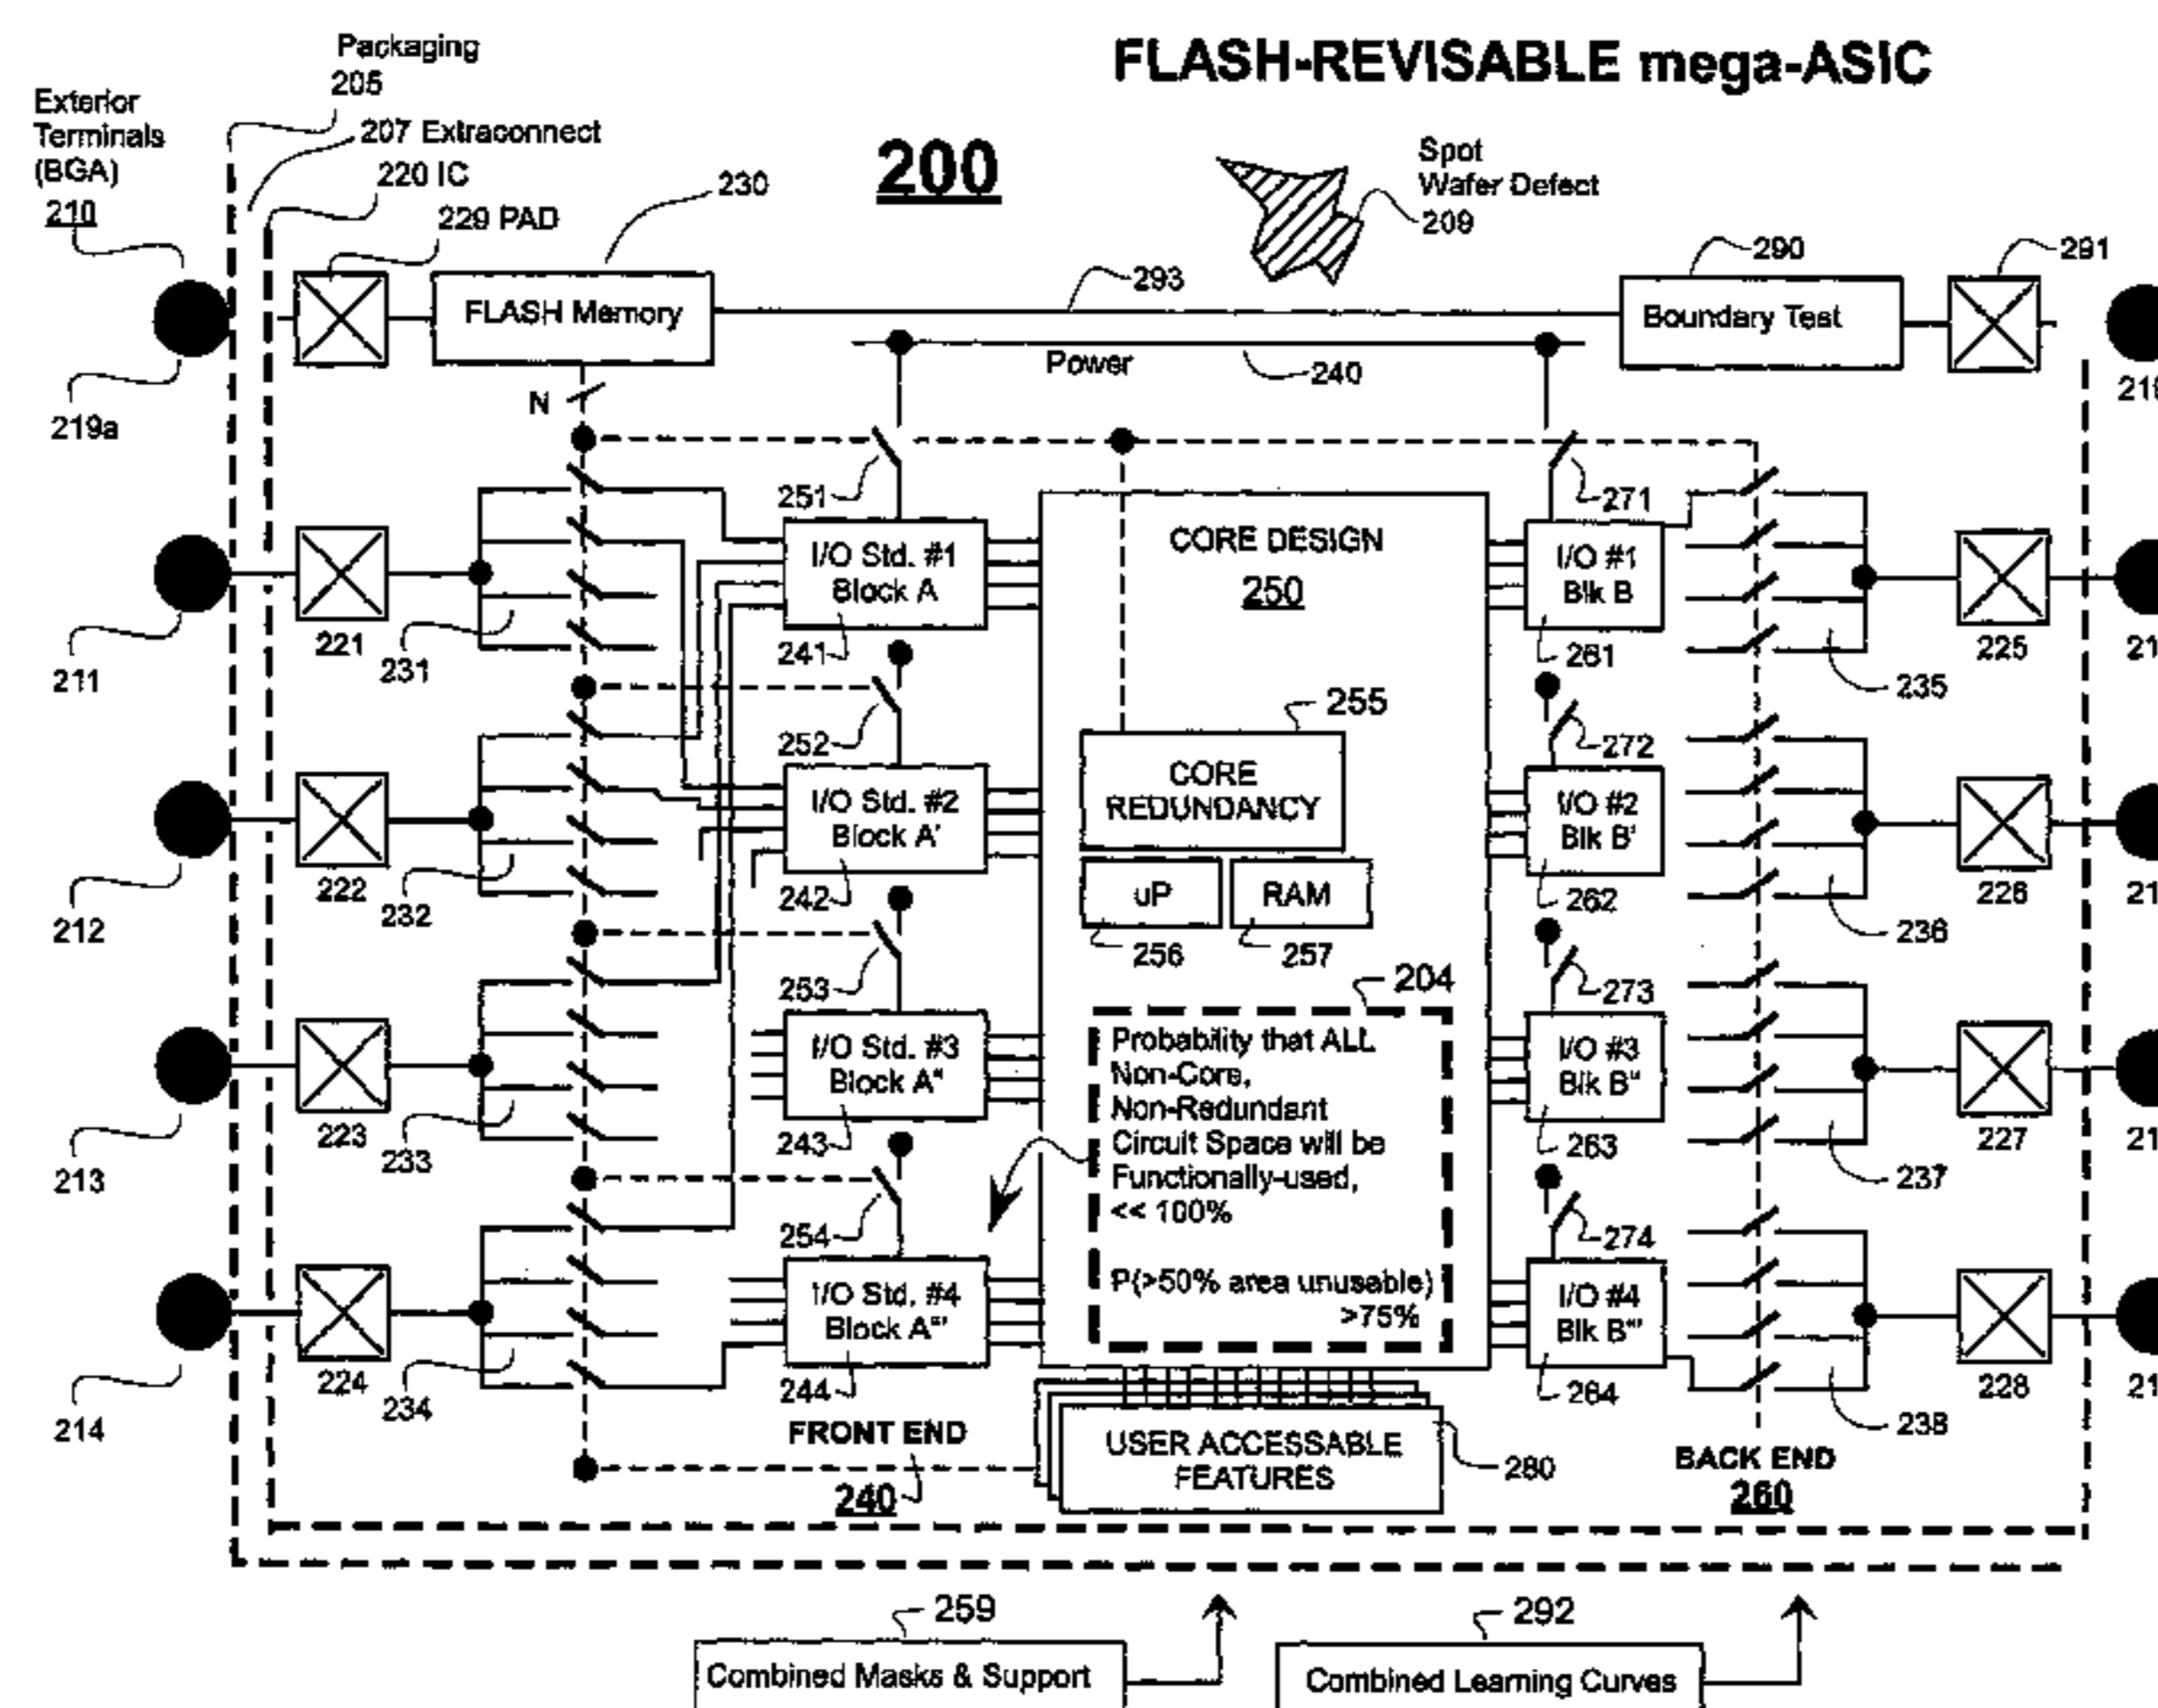 FLASH-REVISABLE mega-ASIC
200
Packaging
205
Exterior
Terminals
(BGA)
210
207 Extraconnect
220 IC
229 PAD
230
Spot
Wafer Defect
209
290
291
293
FLASH Memory
Boundary Test
Power
240
N
219a
251
271
I/O Std. #1
Block A
CORE DESIGN
250
I/O #1
Blk B
211
221
231
241
261
225
235
252
255
272
CORE
REDUNDANCY
I/O Std. #2
Block A'
I/O #2
Blk B'
uP
RAM
212
222
232
242
256
257
262
226
236
253
204
273
I/O Std. #3
Block A"
Probability that ALL
Non-Core,
Non-Redundant
Circuit Space will be
Functionally-used,
<< 100%
P(>50% area unusable)
>75%
I/O #3
Blk B"
213
223
233
243
263
227
237
254
274
I/O Std. #4
Block A"'
I/O #4
Blk B"'
214
224
234
244
264
228
238
FRONT END
240
USER ACCESSABLE
FEATURES
280
BACK END
260
259
292
Combined Masks & Support
Combined Learning Curves